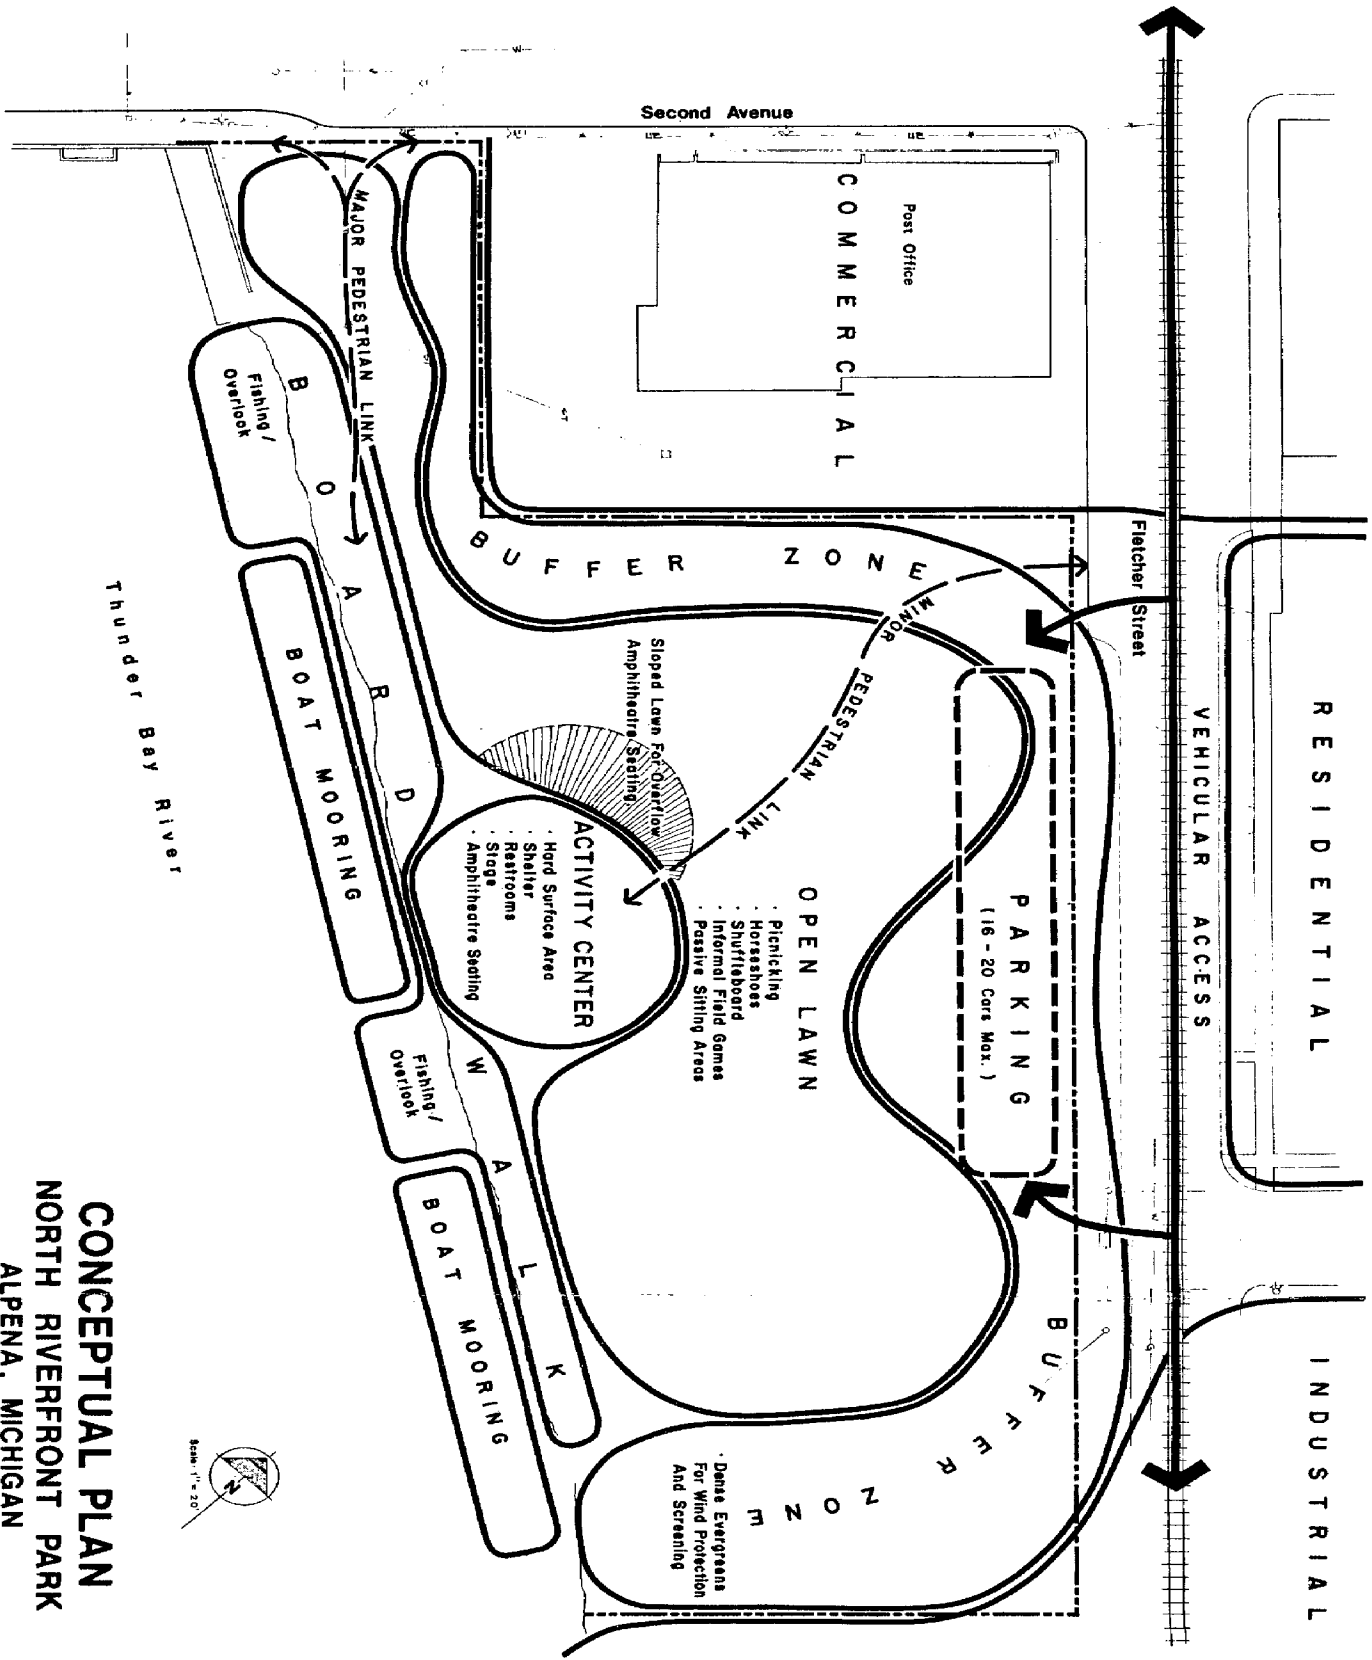 RESIDENTIAL
INDUSTRIAL
VEHICULAR ACCESS
Fletcher Street
Second Avenue
Post Office
COMMERCIAL
PARKING
(16 - 20 Cars Max.)
BUFFER ZONE
BUFFER ZONE
· Dense Evergreens
For Wind Protection
And Screening
MINOR PEDESTRIAN LINK
OPEN LAWN
· Picnicking
· Horseshoes
· Shuffleboard
· Informal Field Games
· Passive Sitting Areas
Sloped Lawn For Overflow
Amphitheatre Seating
ACTIVITY CENTER
· Hard Surface Area
· Shelter
· Restrooms
· Stage
· Amphitheatre Seating
MAJOR PEDESTRIAN LINK
BOARD WALK
Fishing /
Overlook
BOAT MOORING
Fishing /
Overlook
BOAT MOORING
Thunder Bay River
N
Scale: 1" = 20'
CONCEPTUAL PLAN
NORTH RIVERFRONT PARK
ALPENA, MICHIGAN